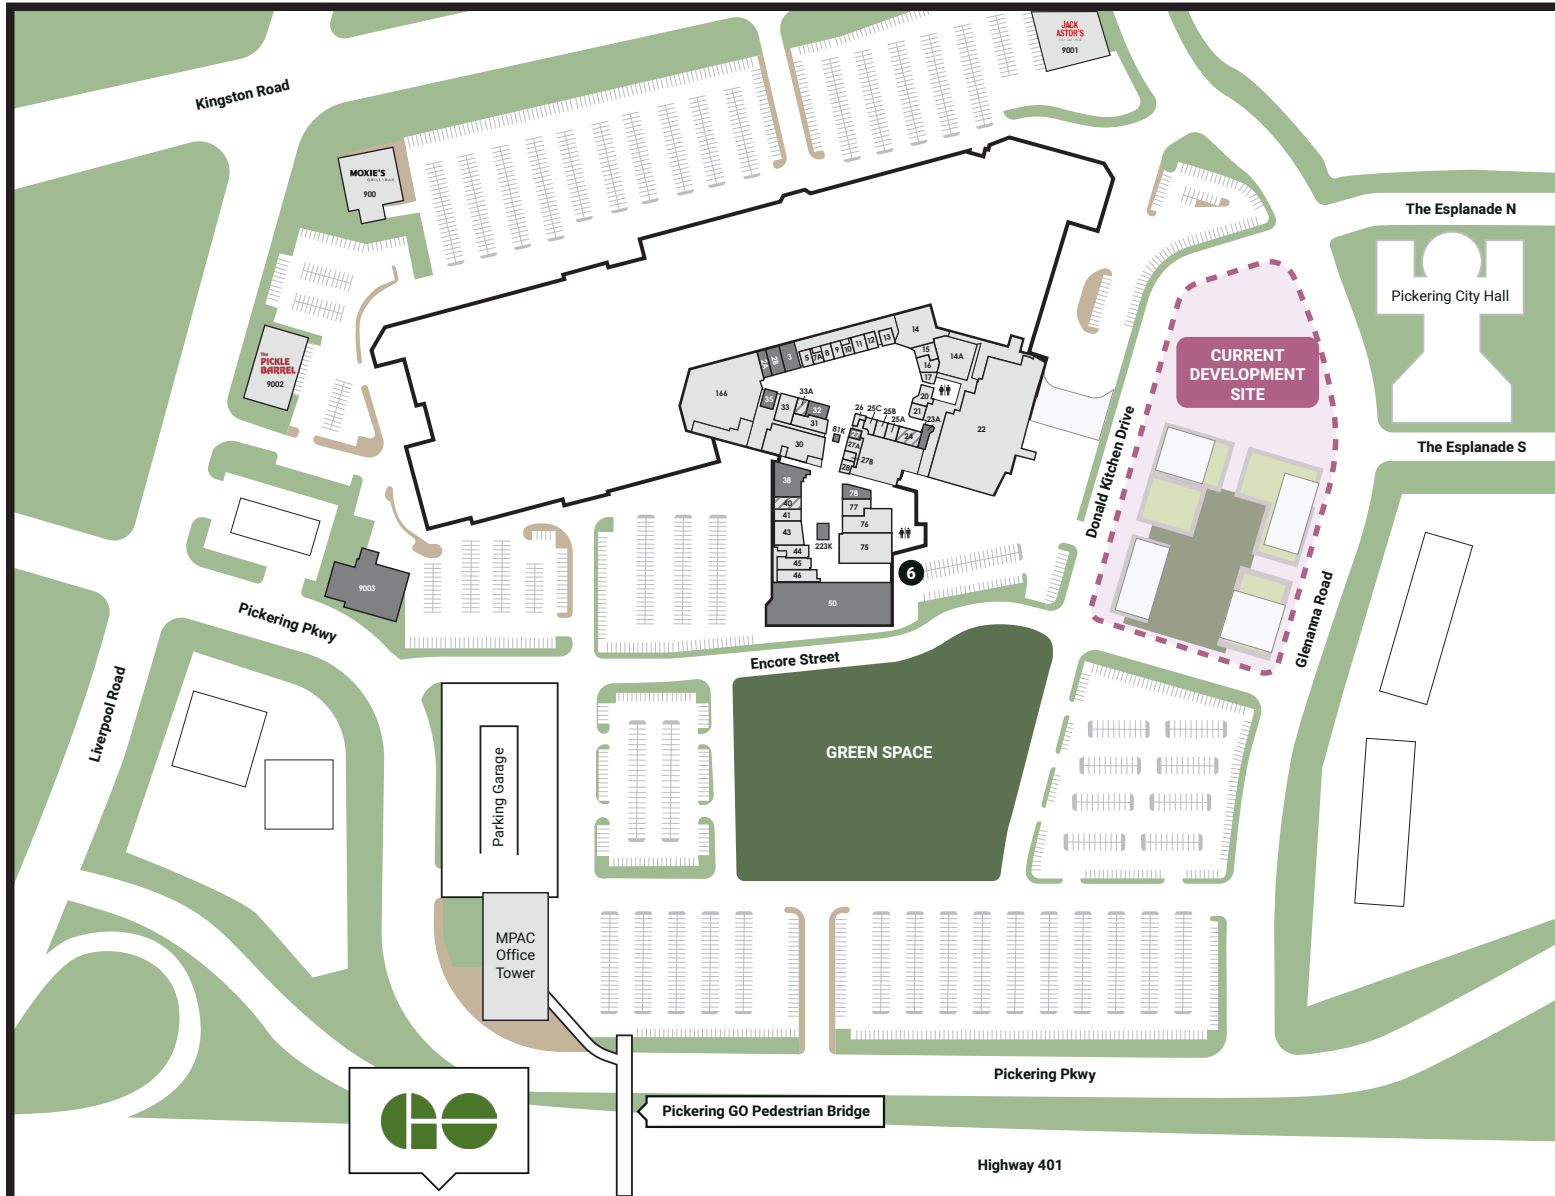 JACK
ASTOR'S
9001
Kingston Road
MOXIE'S
GRILL & BAR
900
The Esplanade N
Pickering City Hall
The
PICKLE
BARREL
9002
CURRENT
DEVELOPMENT
SITE
The Esplanade S
Donald Kitchen Drive
Glenanna Road
166
2A
2B
3
5
7A
8
9
10
11
12
13
14
14A
15
16
17
20
21
22
23A
24
25A
25B
25C
26
27A
27B
28
81K
30
31
32
33
33A
35
38
40
41
43
44
45
46
50
223K
75
76
77
78
6
9003
Pickering Pkwy
Liverpool Road
Encore Street
GREEN SPACE
Parking Garage
MPAC
Office
Tower
Pickering Pkwy
GO
Pickering GO Pedestrian Bridge
Highway 401